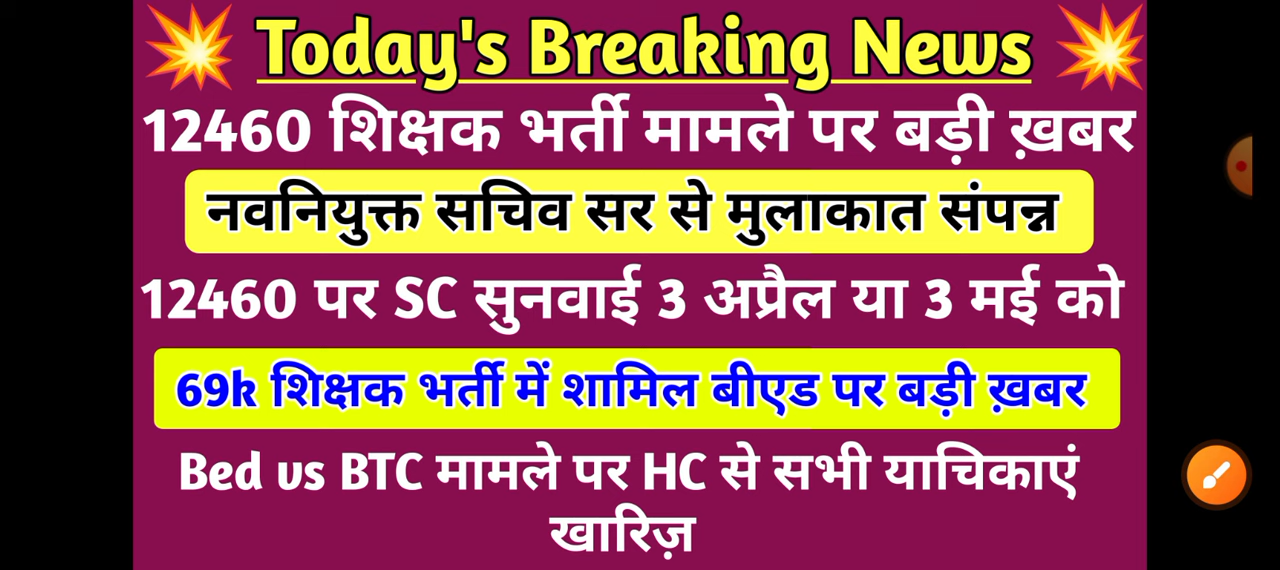 Today's Breaking News
12460 शिक्षक भर्ती मामले पर बड़ी ख़बर
नवनियुक्त सचिव सर से मुलाकात संपन्न
12460 पर SC सुनवाई 3 अप्रैल या 3 मई को
69k शिक्षक भर्ती में शामिल बीएड पर बड़ी ख़बर
Bed vs BTC मामले पर HC से सभी याचिकाएं
खारिज़